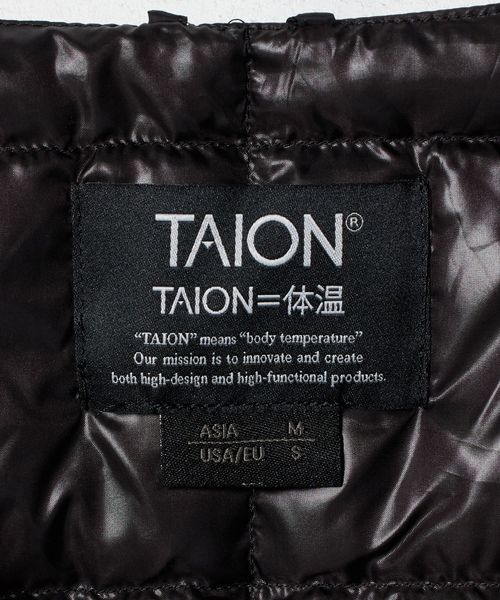 TAION®
TAION=体温
“TAION” means “body temperature”
Our mission is to innovate and create
both high-design and high-functional products.
ASIA M
USA/EU S